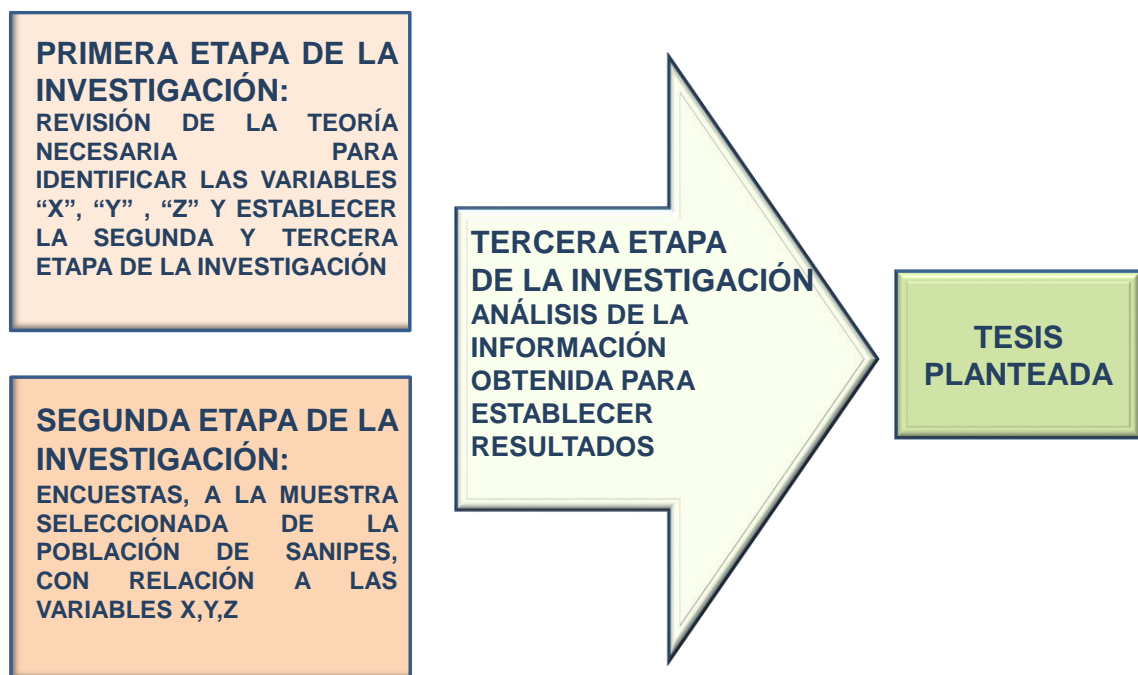 PRIMERA ETAPA DE LA
INVESTIGACIÓN:
REVISIÓN DE LA TEORÍA
NECESARIA PARA
IDENTIFICAR LAS VARIABLES
“X”, “Y” , “Z” Y ESTABLECER
LA SEGUNDA Y TERCERA
ETAPA DE LA INVESTIGACIÓN
SEGUNDA ETAPA DE LA
INVESTIGACIÓN:
ENCUESTAS, A LA MUESTRA
SELECCIONADA DE LA
POBLACIÓN DE SANIPES,
CON RELACIÓN A LAS
VARIABLES X,Y,Z
TERCERA ETAPA
DE LA INVESTIGACIÓN
ANÁLISIS DE LA
INFORMACIÓN
OBTENIDA PARA
ESTABLECER
RESULTADOS
TESIS
PLANTEADA